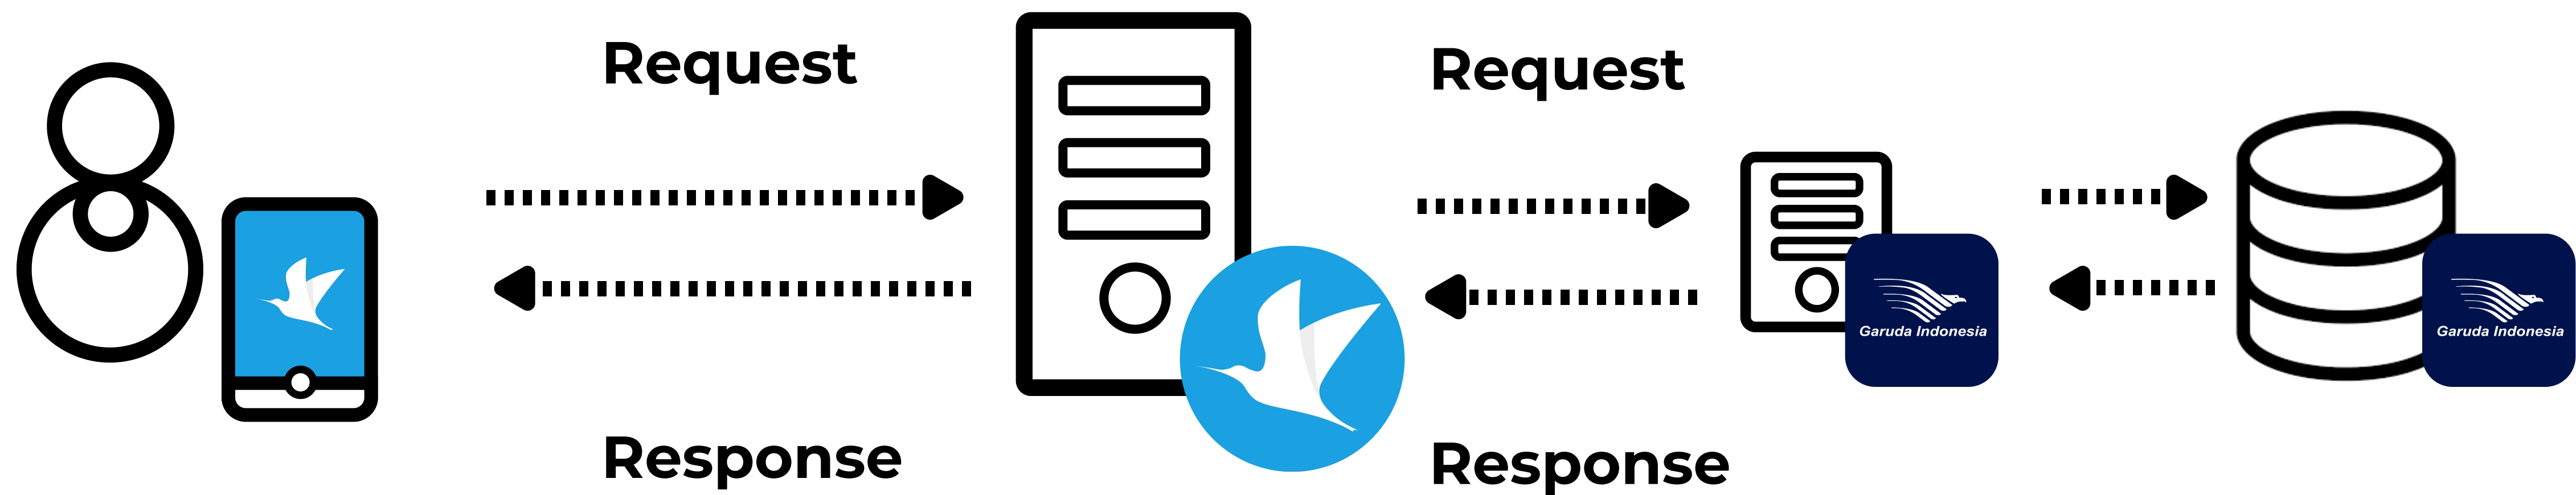 Request
Request
Garuda Indonesia
Garuda Indonesia
Response
Response